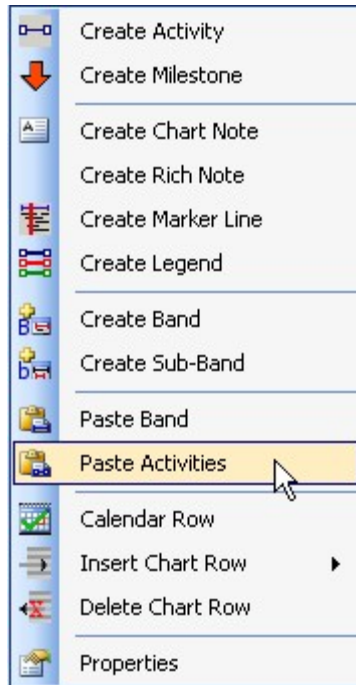 Create Activity
Create Milestone
Create Chart Note
Create Rich Note
Create Marker Line
Create Legend
Create Band
Create Sub-Band
Paste Band
Paste Activities
Calendar Row
Insert Chart Row
Delete Chart Row
Properties